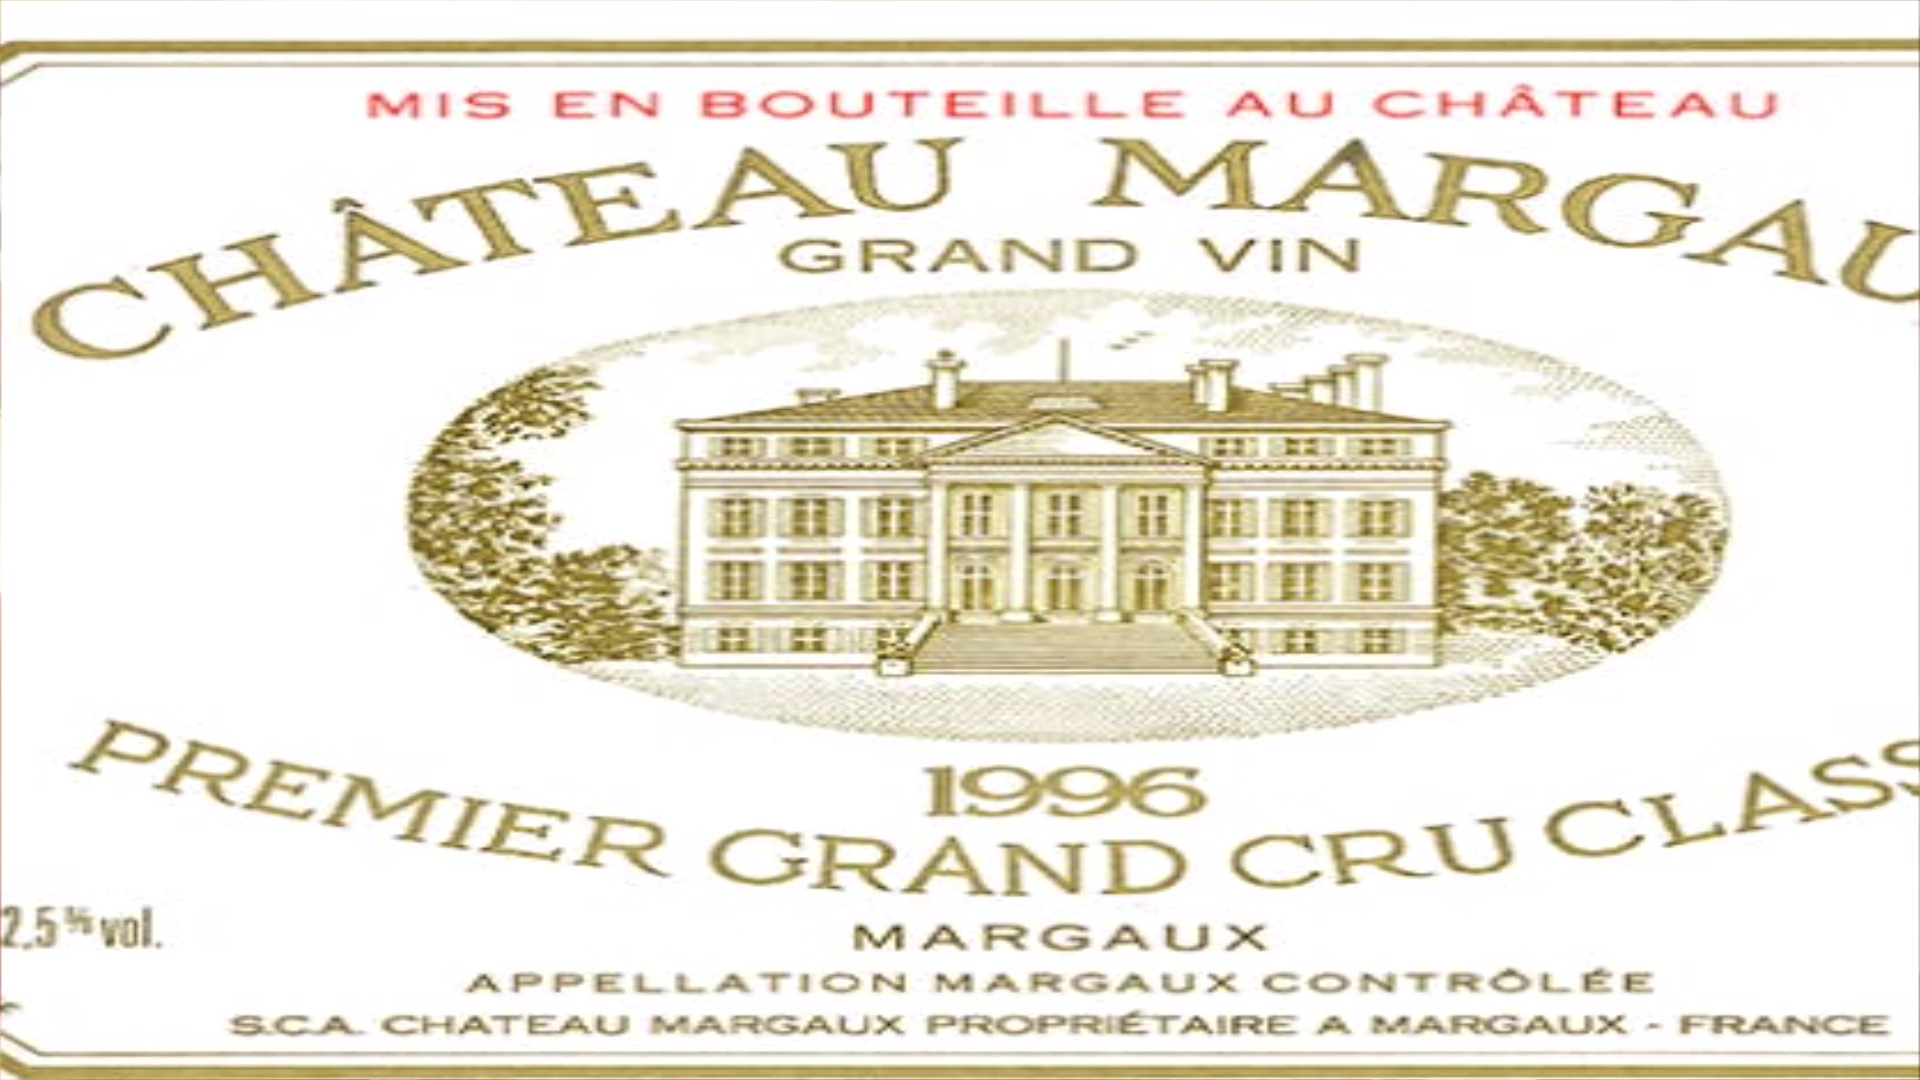 MIS EN BOUTEILLE AU CHÂTEAU
CHÂTEAU MARGAU
GRAND VIN
1996
PREMIER GRAND CRU CLASS
2,5% vol.
MARGAUX
APPELLATION MARGAUX CONTRÔLÉE
S.C.A. CHATEAU MARGAUX PROPRIÉTAIRE A MARGAUX - FRANCE